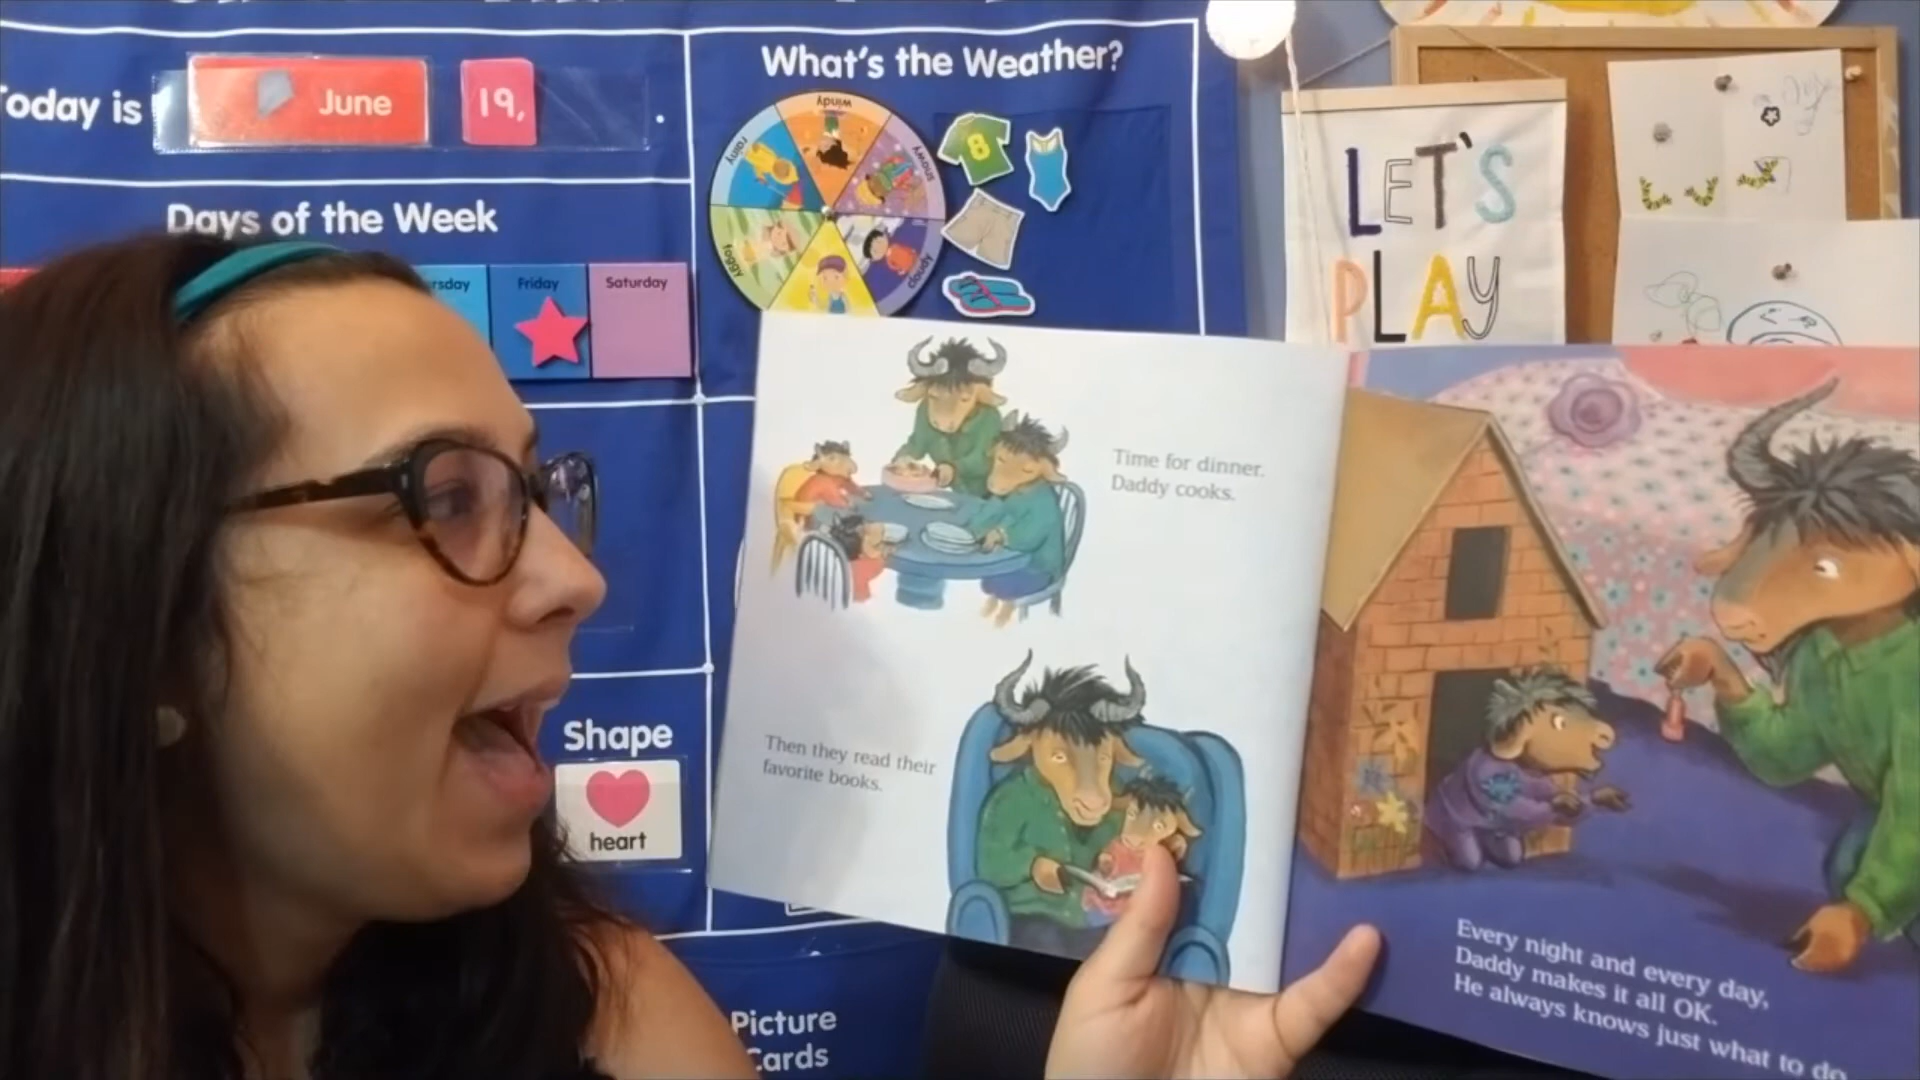 Today is
June
19,
What's the Weather?
windy
rainy
snowy
foggy
cloudy
8
Days of the Week
Friday
Saturday
LET'S
PLAY
Time for dinner.
Daddy cooks.
Then they read their
favorite books.
Shape
heart
Every night and every day,
Daddy makes it all OK.
He always knows just what to do
Picture
Cards